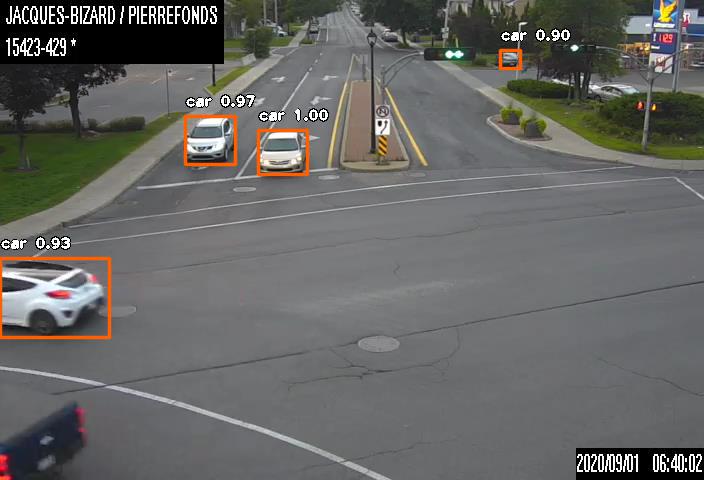 JACQUES-BIZARD / PIERREFONDS
15423-429 *
car 0.90
car 0.97
car 1.00
car 0.93
2020/09/01 06:40:02